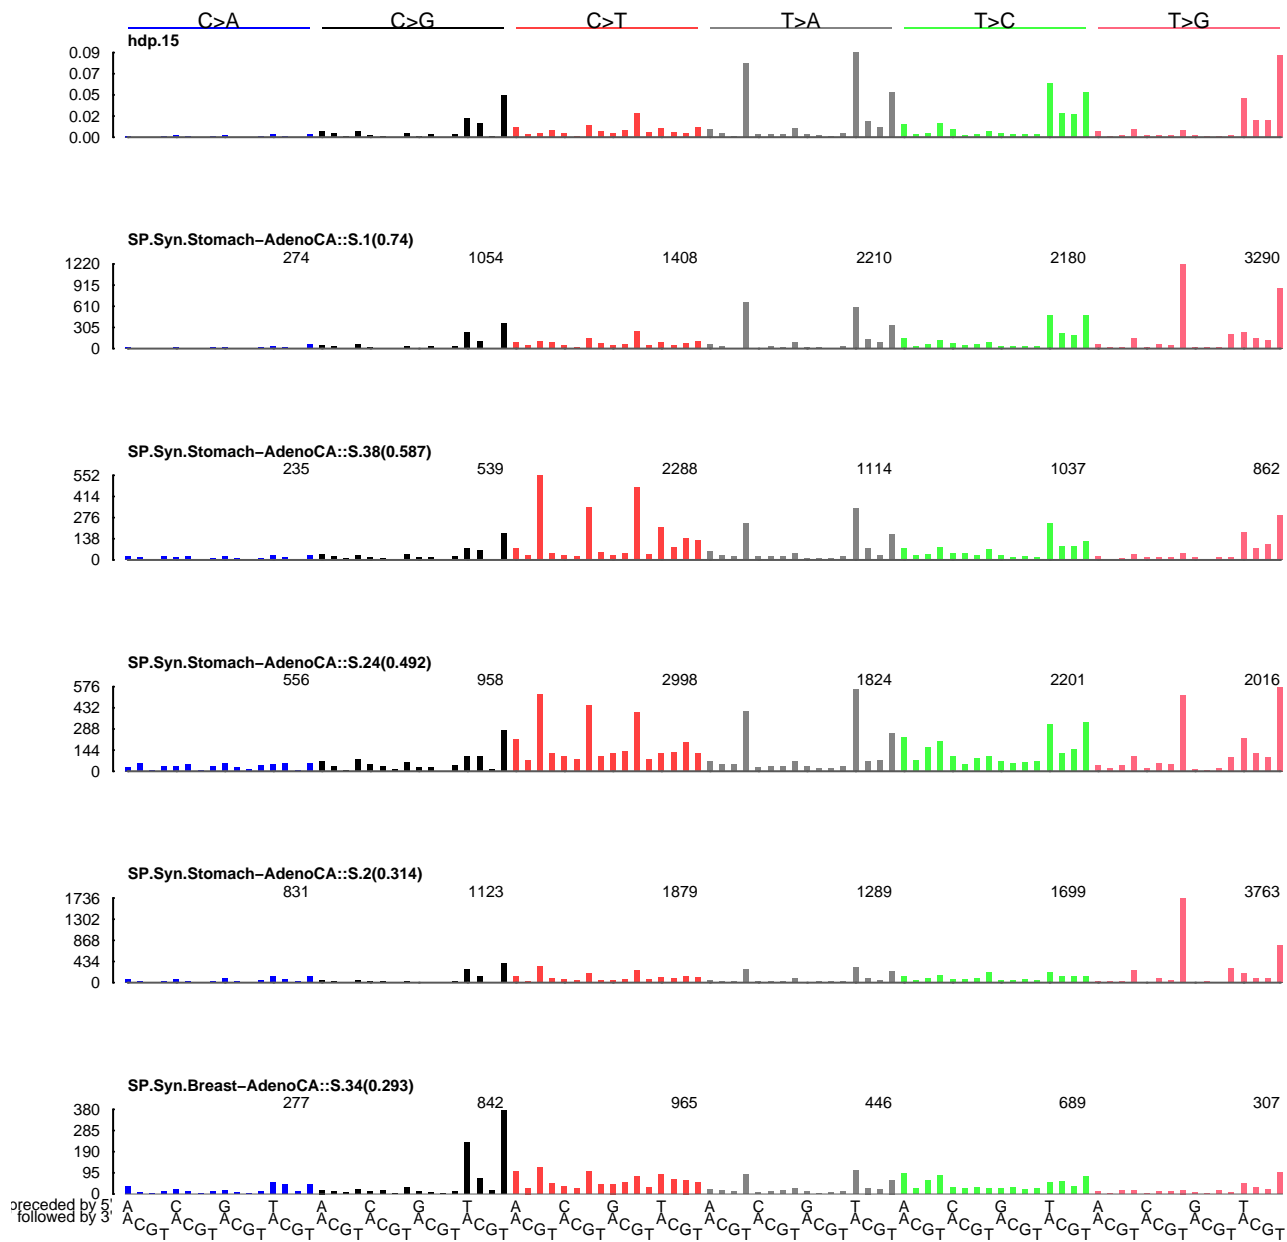 C>A C>G C>T T>A T>C T>G
hdp.15
0.09
0.07
0.05
0.02
0.00
SP.Syn.Stomach−AdenoCA::S.1(0.74)
274 1054 1408 2210 2180 3290
1220
915
610
305
0
SP.Syn.Stomach−AdenoCA::S.38(0.587)
235 539 2288 1114 1037 862
552
414
276
138
0
SP.Syn.Stomach−AdenoCA::S.24(0.492)
556 958 2998 1824 2201 2016
576
432
288
144
0
SP.Syn.Stomach−AdenoCA::S.2(0.314)
831 1123 1879 1289 1699 3763
1736
1302
868
434
0
SP.Syn.Breast−AdenoCA::S.34(0.293)
277 842 965 446 689 307
380
285
190
95
0
preceded by 5' A C G T A C G T A C G T A C G T A C G T A C G T
followed by 3' A C G T A C G T A C G T A C G T A C G T A C G T A C G T A C G T A C G T A C G T A C G T A C G T A C G T A C G T A C G T A C G T A C G T A C G T A C G T A C G T A C G T A C G T A C G T A C G T